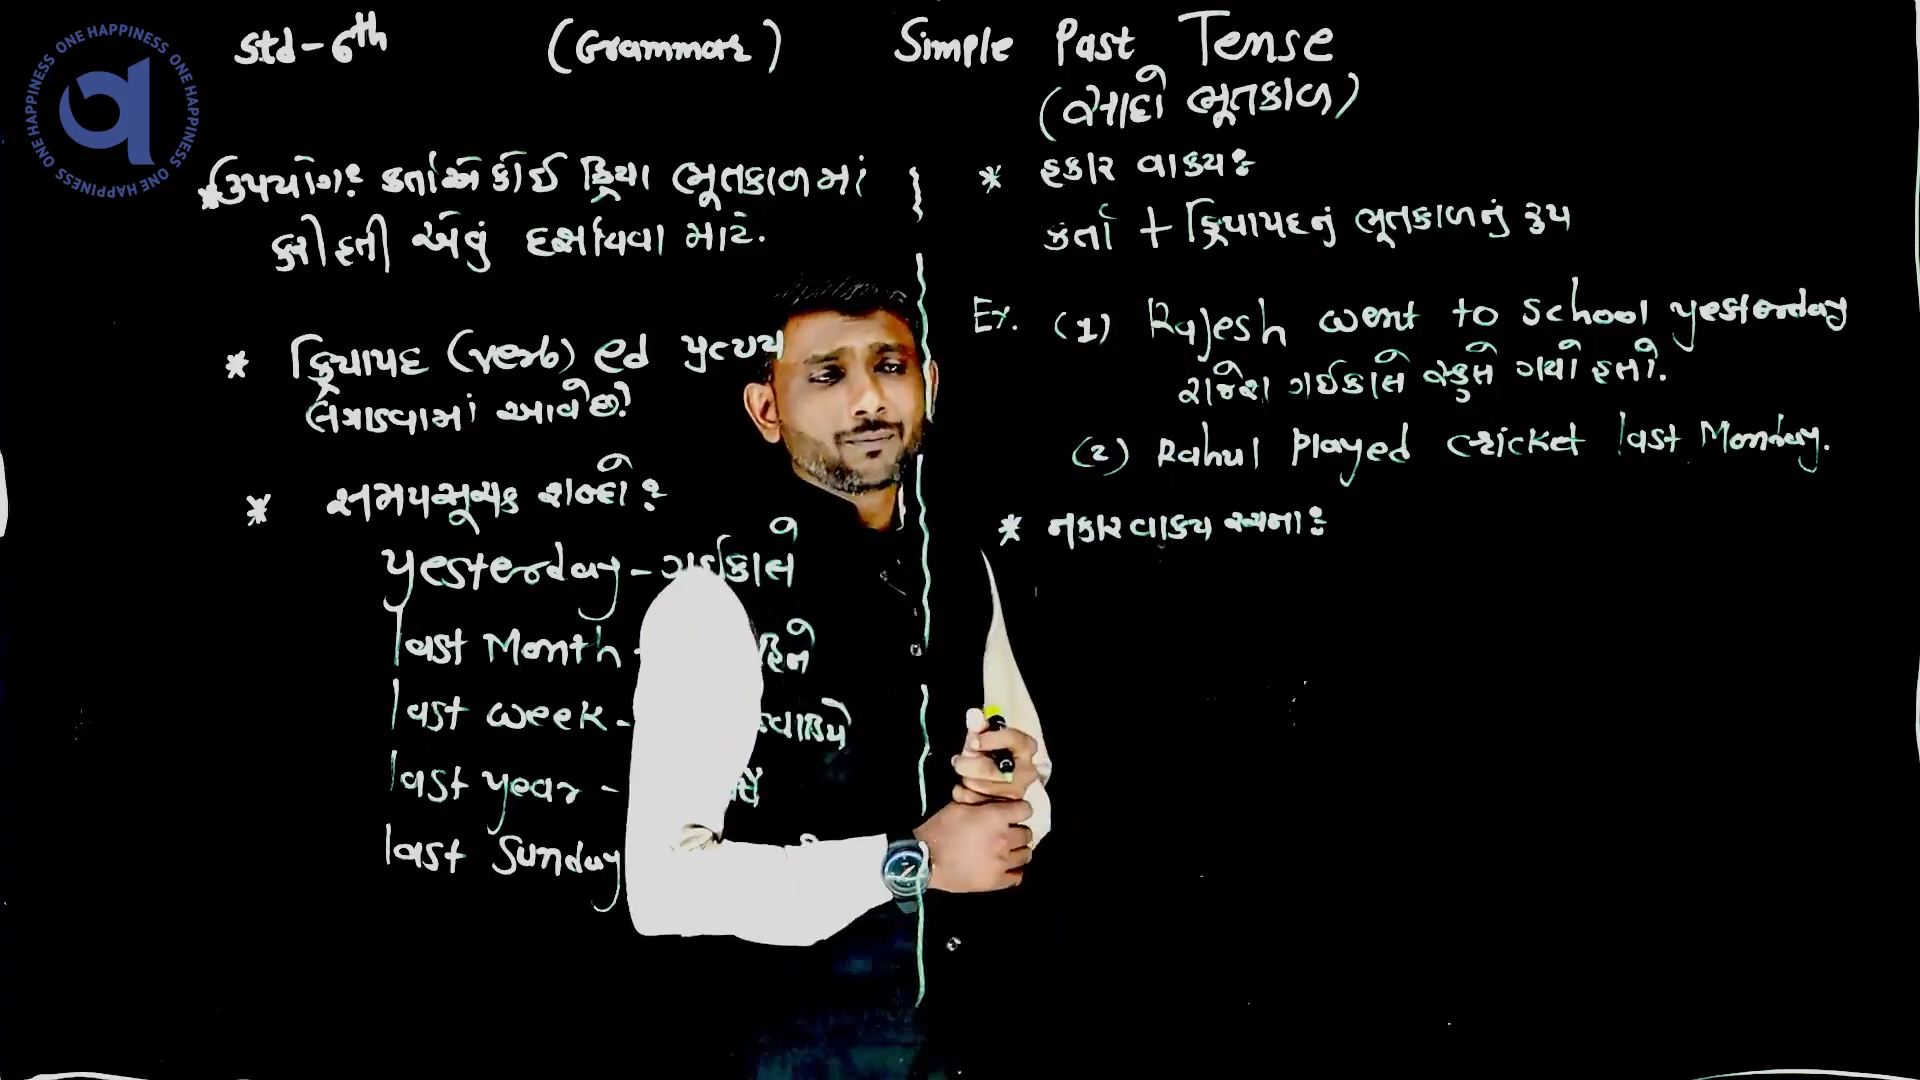 ONE HAPPINESS ONE HAPPINESS ONE HAPPINESS ONE HAPPINESS
Std - 6th (Grammar) Simple Past Tense
(સાદો ભૂતકાળ)
* ઉપયોગ: કર્તાએ કોઈ ક્રિયા ભૂતકાળમાં
કરી હતી એવું દર્શાવવા માટે.
* ક્રિયાપદ (verb) ed પ્રત્યય
લગાડવામાં આવે છે.
* સમયસૂચક શબ્દો:
yesterday - ગઈકાલે
last Month -
last week -
last year -
last Sunday
* હકાર વાક્ય:
કર્તા + ક્રિયાપદનું ભૂતકાળનું રૂપ
Ex. (1) Rajesh went to School yesterday
રાજેશ ગઈકાલે સ્કુલે ગયો હતો.
(2) Rahul Played cricket last Monday.
* નકારવાક્ય રચના: